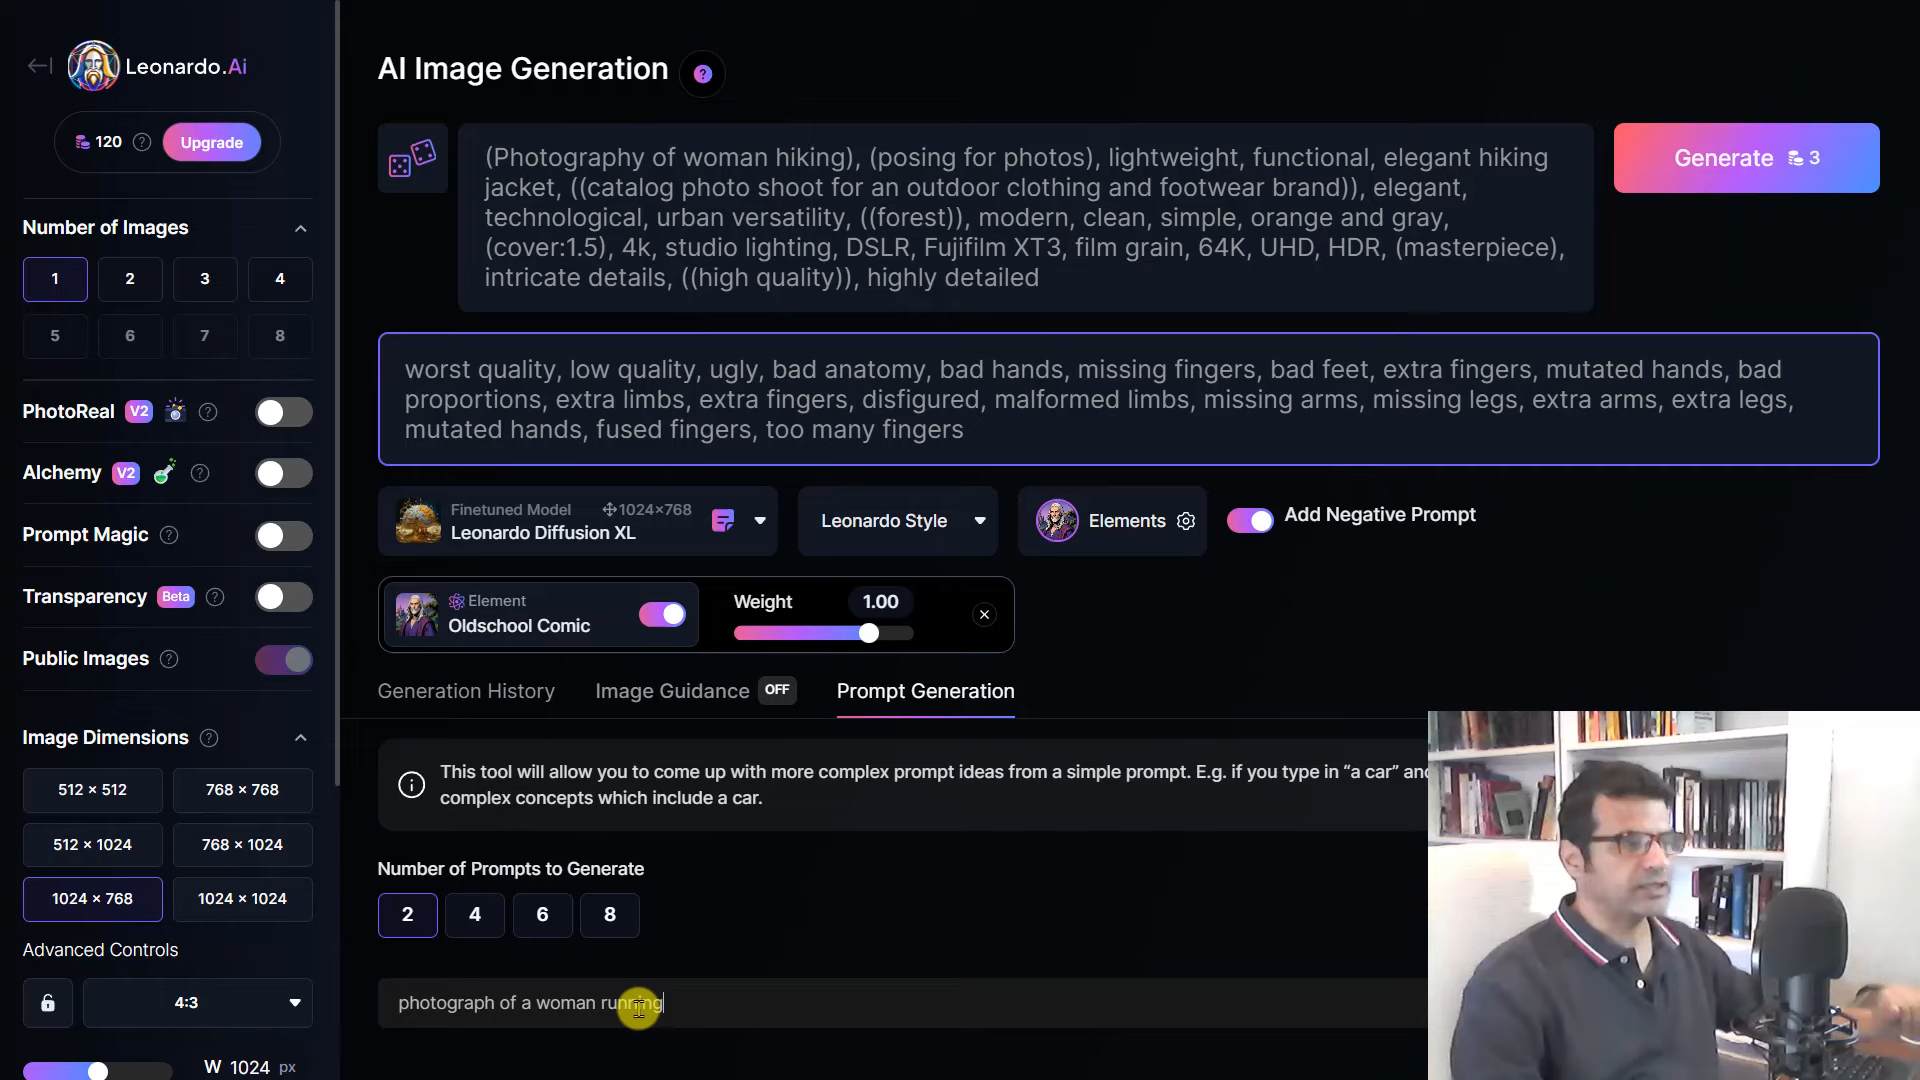 Leonardo.Ai
120 ? Upgrade
Number of Images
1 2 3 4
5 6 7 8
PhotoReal V2 ?
Alchemy V2 ?
Prompt Magic ?
Transparency Beta ?
Public Images ?
Image Dimensions ?
512 × 512 768 × 768
512 × 1024 768 × 1024
1024 × 768 1024 × 1024
Advanced Controls
4:3
W 1024 px
AI Image Generation ?
(Photography of woman hiking), (posing for photos), lightweight, functional, elegant hiking
jacket, ((catalog photo shoot for an outdoor clothing and footwear brand)), elegant,
technological, urban versatility, ((forest)), modern, clean, simple, orange and gray,
(cover:1.5), 4k, studio lighting, DSLR, Fujifilm XT3, film grain, 64K, UHD, HDR, (masterpiece),
intricate details, ((high quality)), highly detailed
Generate 3
worst quality, low quality, ugly, bad anatomy, bad hands, missing fingers, bad feet, extra fingers, mutated hands, bad
proportions, extra limbs, extra fingers, disfigured, malformed limbs, missing arms, missing legs, extra arms, extra legs,
mutated hands, fused fingers, too many fingers
Finetuned Model 1024×768
Leonardo Diffusion XL
Leonardo Style
Elements
Add Negative Prompt
Element
Oldschool Comic
Weight 1.00
Generation History Image Guidance OFF Prompt Generation
This tool will allow you to come up with more complex prompt ideas from a simple prompt. E.g. if you type in “a car” and
complex concepts which include a car.
Number of Prompts to Generate
2 4 6 8
photograph of a woman running